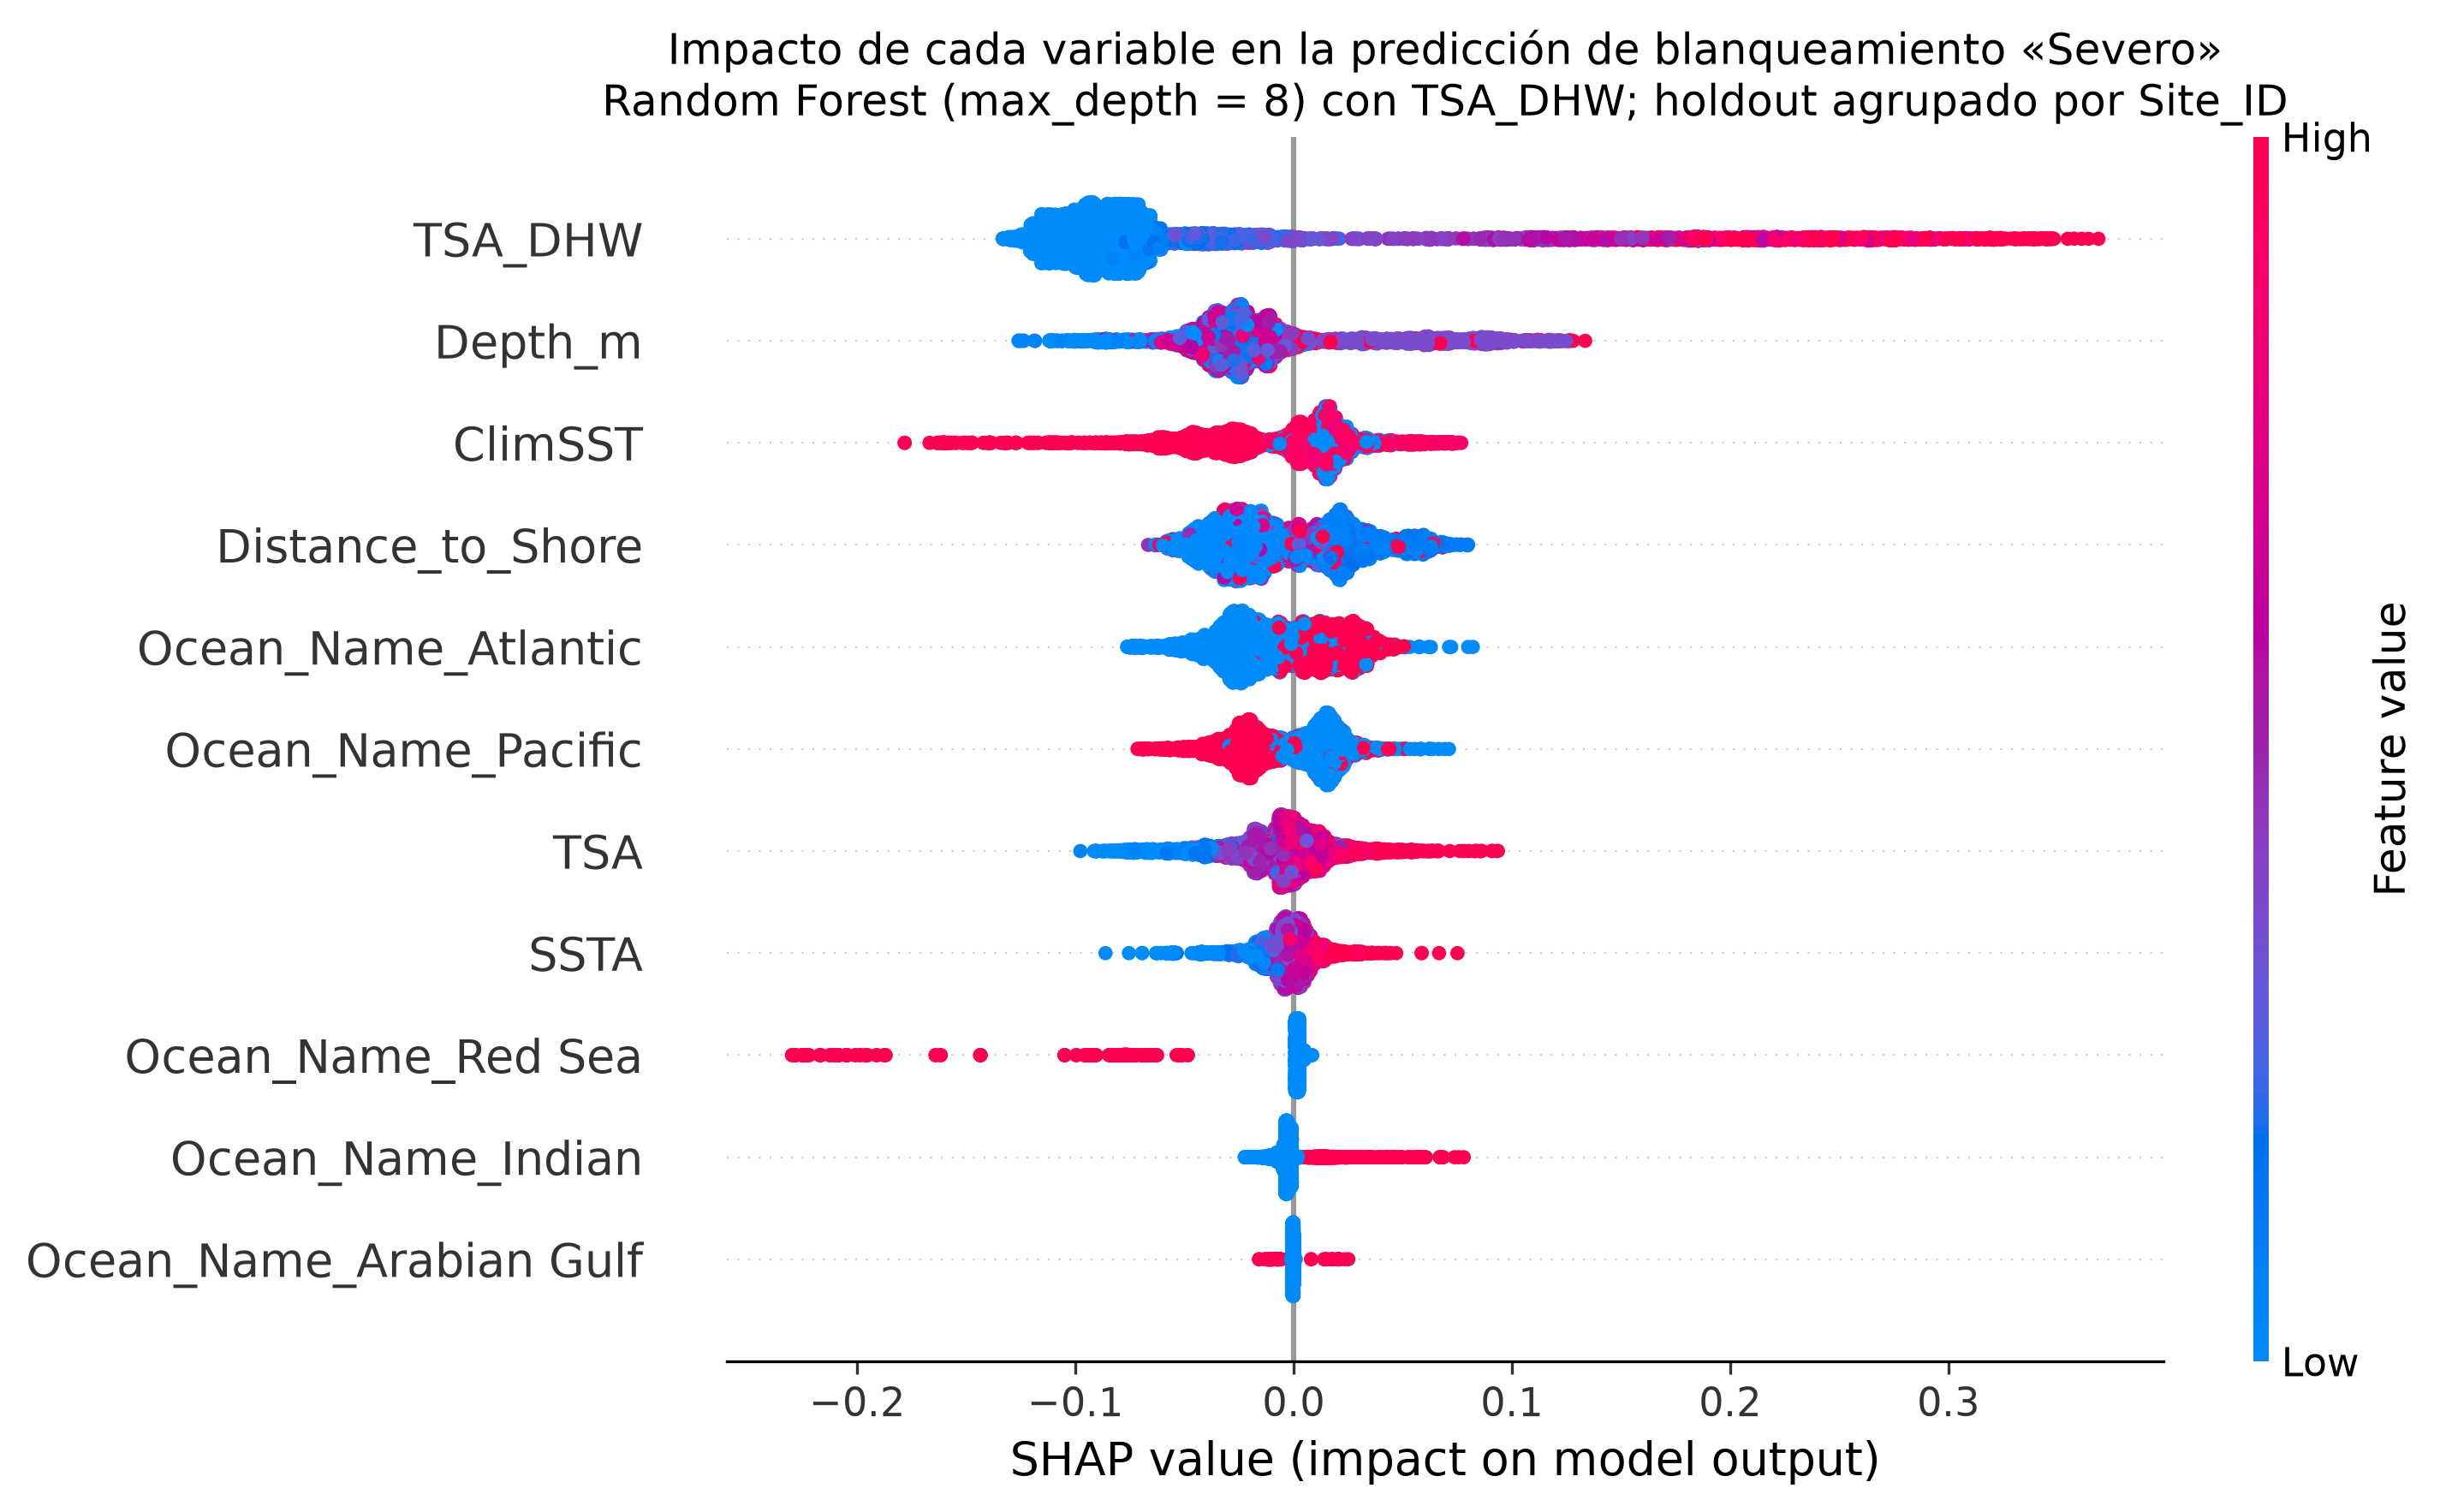 Impacto de cada variable en la predicción de blanqueamiento «Severo»
Random Forest (max_depth = 8) con TSA_DHW; holdout agrupado por Site_ID
High
TSA_DHW
Depth_m
ClimSST
Distance_to_Shore
Ocean_Name_Atlantic
Ocean_Name_Pacific
TSA
SSTA
Ocean_Name_Red Sea
Ocean_Name_Indian
Ocean_Name_Arabian Gulf
Feature value
Low
−0.2 −0.1 0.0 0.1 0.2 0.3
SHAP value (impact on model output)